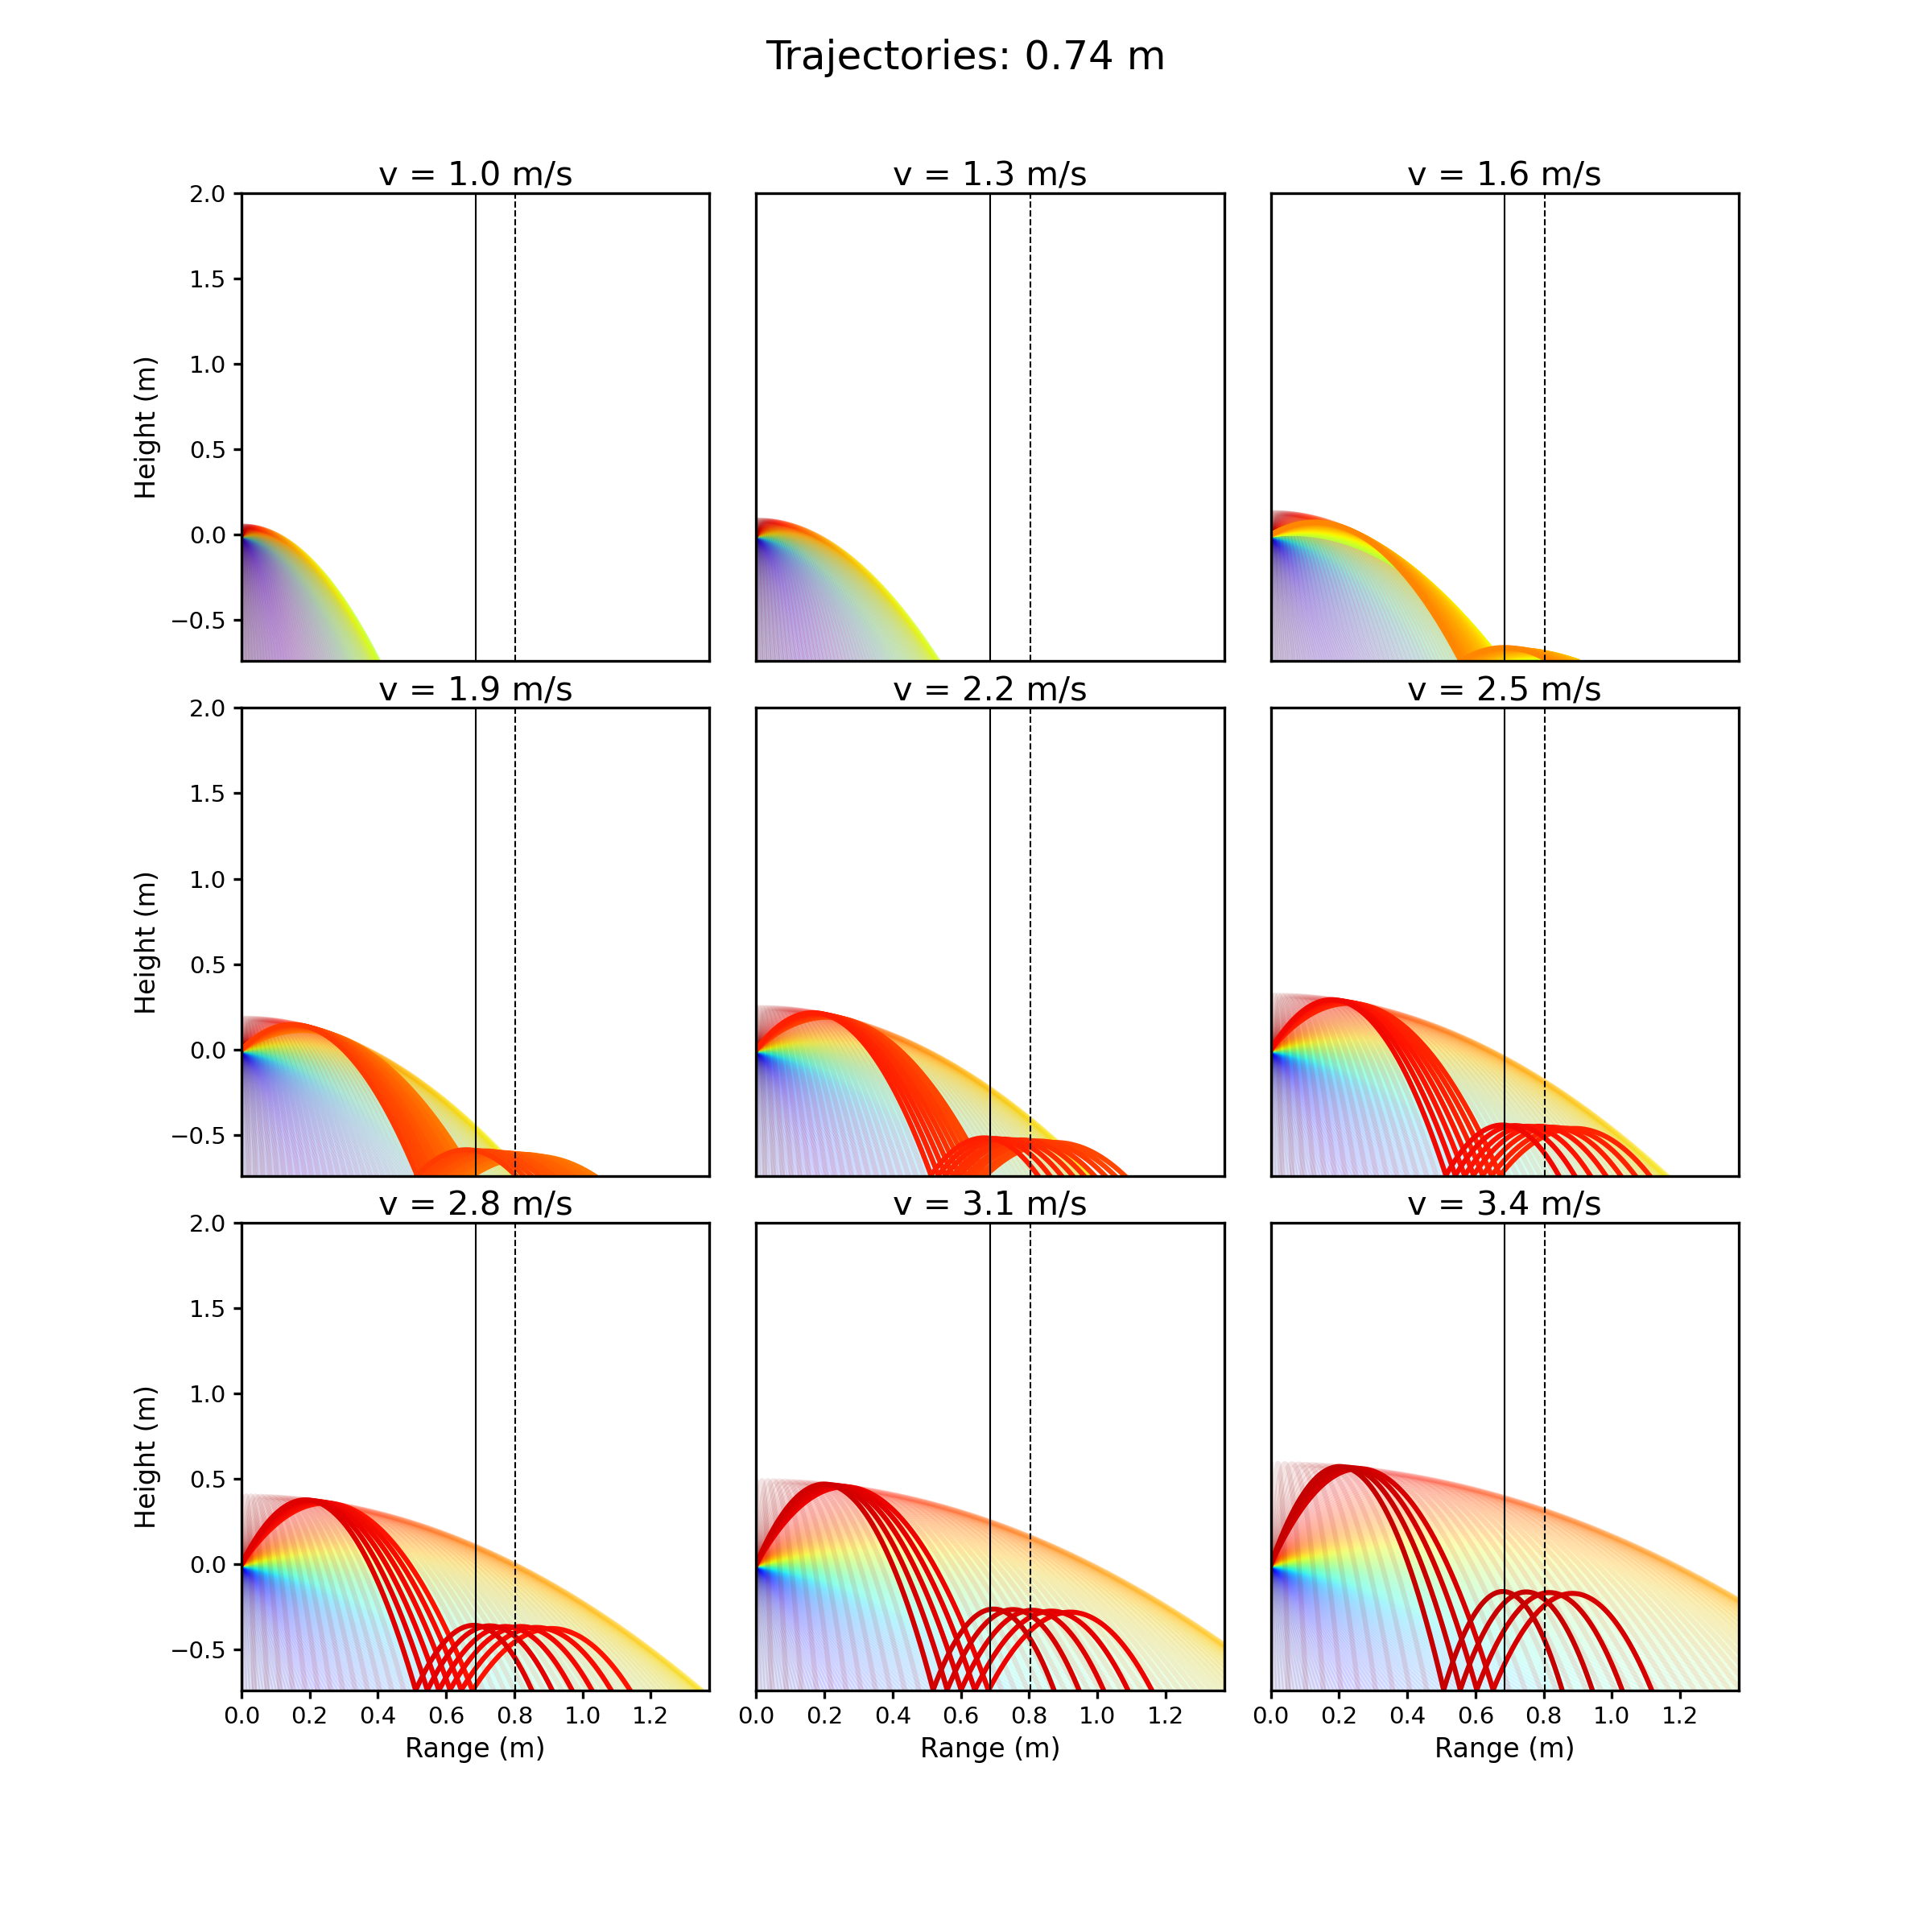 Trajectories: 0.74 m
v = 1.0 m/s
v = 1.3 m/s
v = 1.6 m/s
2.0
1.5
1.0
0.5
0.0
−0.5
Height (m)
v = 1.9 m/s
v = 2.2 m/s
v = 2.5 m/s
2.0
1.5
1.0
0.5
0.0
−0.5
Height (m)
v = 2.8 m/s
v = 3.1 m/s
v = 3.4 m/s
2.0
1.5
1.0
0.5
0.0
−0.5
Height (m)
0.0 0.2 0.4 0.6 0.8 1.0 1.2
0.0 0.2 0.4 0.6 0.8 1.0 1.2
0.0 0.2 0.4 0.6 0.8 1.0 1.2
Range (m)
Range (m)
Range (m)